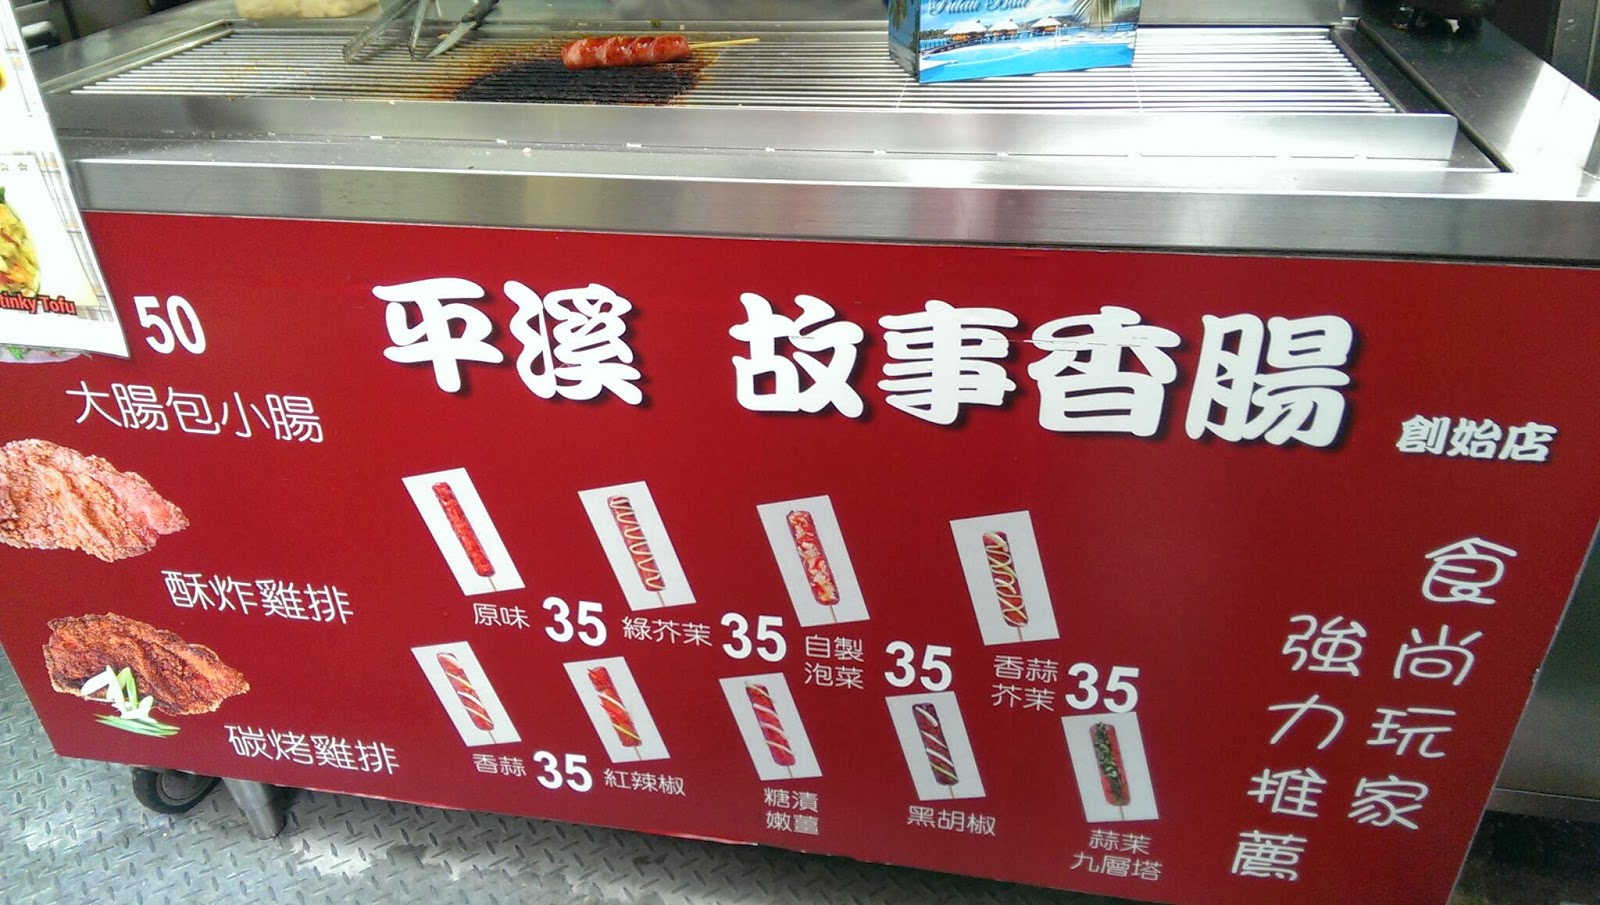 平溪 故事香腸
創始店
50
大腸包小腸
酥炸雞排
碳烤雞排
原味 35
綠芥茉 35
自製
泡菜 35
香蒜
芥茉 35
香蒜 35
紅辣椒
糖漬
嫩薑
黑胡椒
蒜茉
九層塔
食尚玩家
強力推薦
tinky Tofu